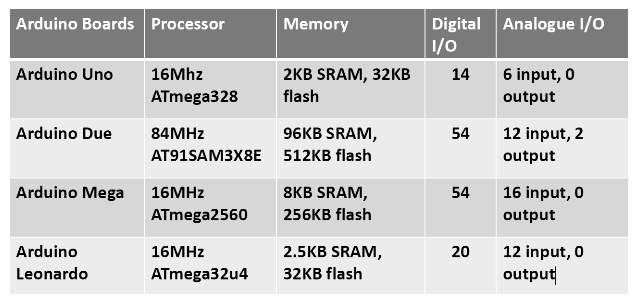 Arduino Boards Processor Memory Digital Analogue I/O
I/O
Arduino Uno 16Mhz 2KB SRAM, 32KB 14 6 input, 0
ATmega328 flash output
Arduino Due 84MHz 96KB SRAM, 54 12 input, 2
AT91SAM3X8E 512KB flash output
Arduino Mega 16MHz 8KB SRAM, 54 16 input, 0
ATmega2560 256KB flash output
Arduino 16MHz 2.5KB SRAM, 20 12 input, 0
Leonardo ATmega32u4 32KB flash output